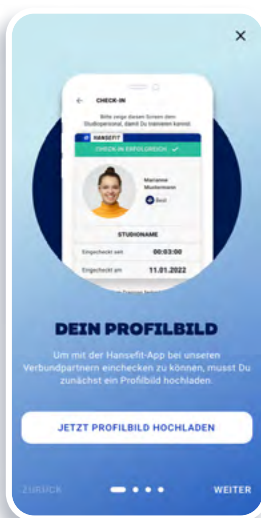 CHECK-IN
Bitte zeige diesen Screen dem
Studiopersonal, damit Du trainieren kannst.
HANSEFIT
CHECK-IN ERFOLGREICH
Marianne
Mustermann
Best
STUDIONAME
Eingecheckt seit 00:03:00
Eingecheckt am 11.01.2022
DEIN PROFILBILD
Um mit der Hansefit-App bei unseren
Verbundpartnern einchecken zu können, musst Du
zunächst ein Profilbild hochladen.
JETZT PROFILBILD HOCHLADEN
ZURÜCK WEITER